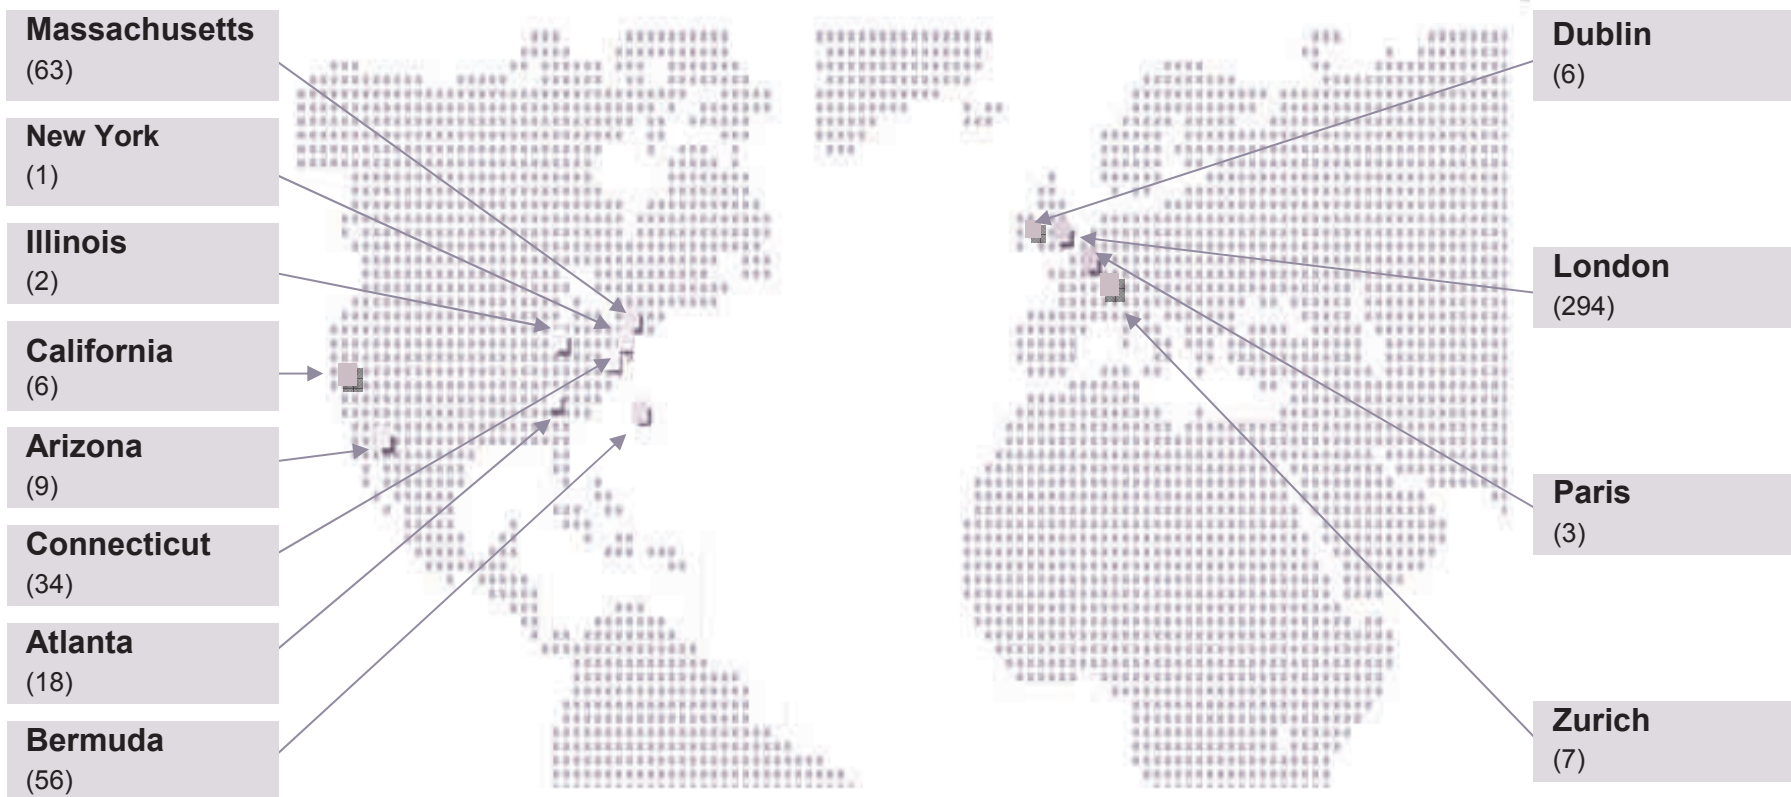 Massachusetts
(63)
New York
(1)
Illinois
(2)
California
(6)
Arizona
(9)
Connecticut
(34)
Atlanta
(18)
Bermuda
(56)
Dublin
(6)
London
(294)
Paris
(3)
Zurich
(7)